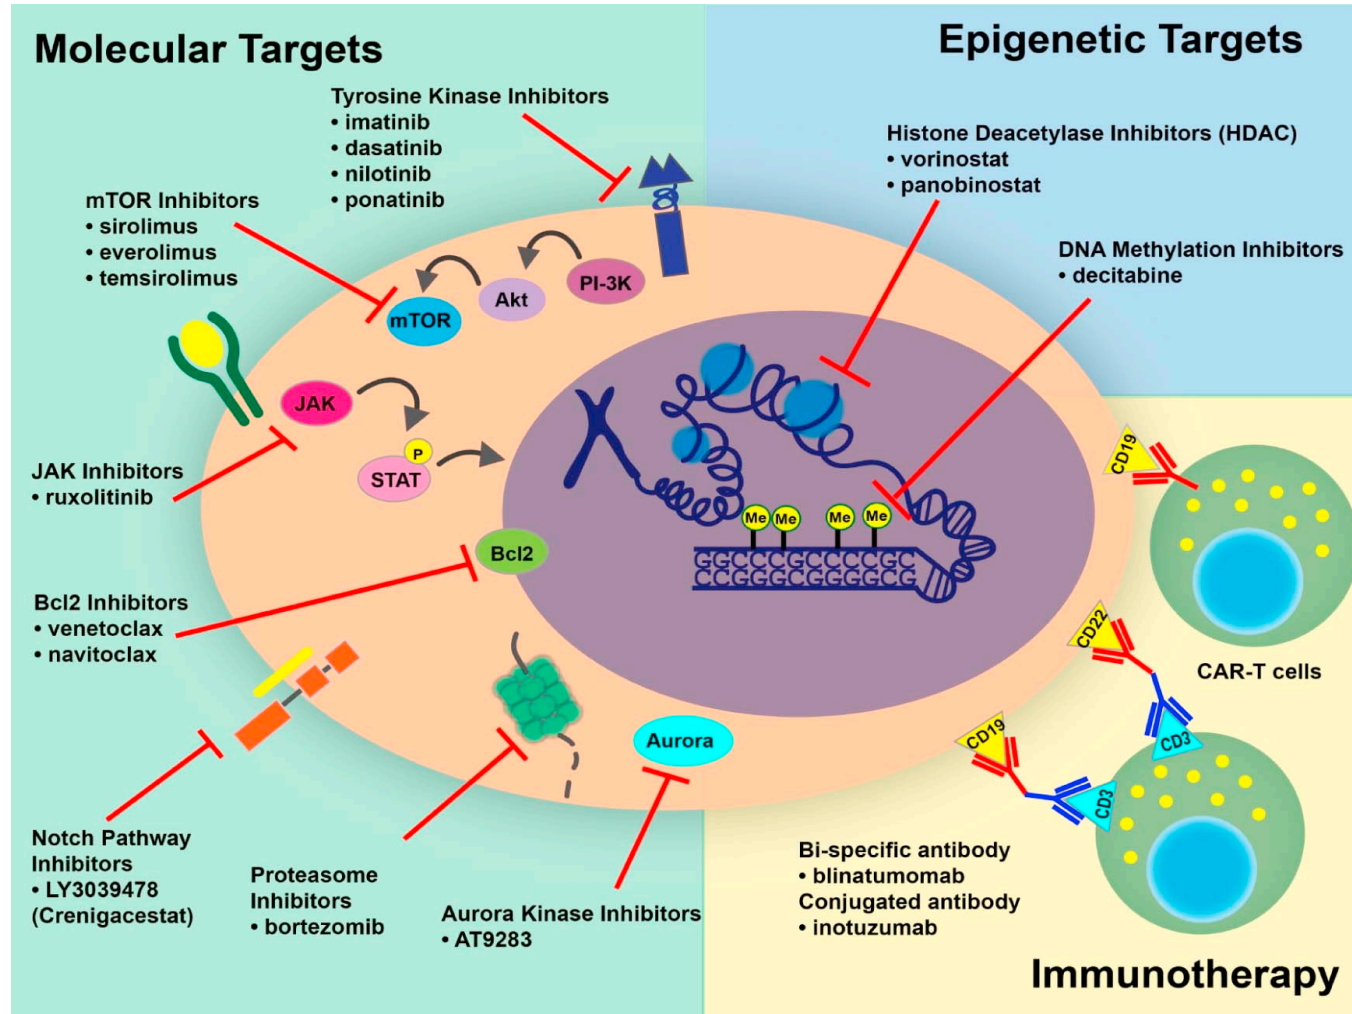 Molecular Targets
Epigenetic Targets
Tyrosine Kinase Inhibitors
• imatinib
• dasatinib
• nilotinib
• ponatinib
Histone Deacetylase Inhibitors (HDAC)
• vorinostat
• panobinostat
mTOR Inhibitors
• sirolimus
• everolimus
• temsirolimus
DNA Methylation Inhibitors
• decitabine
PI-3K
Akt
mTOR
JAK
P
STAT
JAK Inhibitors
• ruxolitinib
CD19
Me Me Me Me
GGCCCGCCCCGC
CCGGGCGGGGCG
Bcl2
Bcl2 Inhibitors
• venetoclax
• navitoclax
CD22
CAR-T cells
CD19
CD3
CD3
Aurora
Notch Pathway
Inhibitors
• LY3039478
(Crenigacestat)
Proteasome
Inhibitors
• bortezomib
Aurora Kinase Inhibitors
• AT9283
Bi-specific antibody
• blinatumomab
Conjugated antibody
• inotuzumab
Immunotherapy